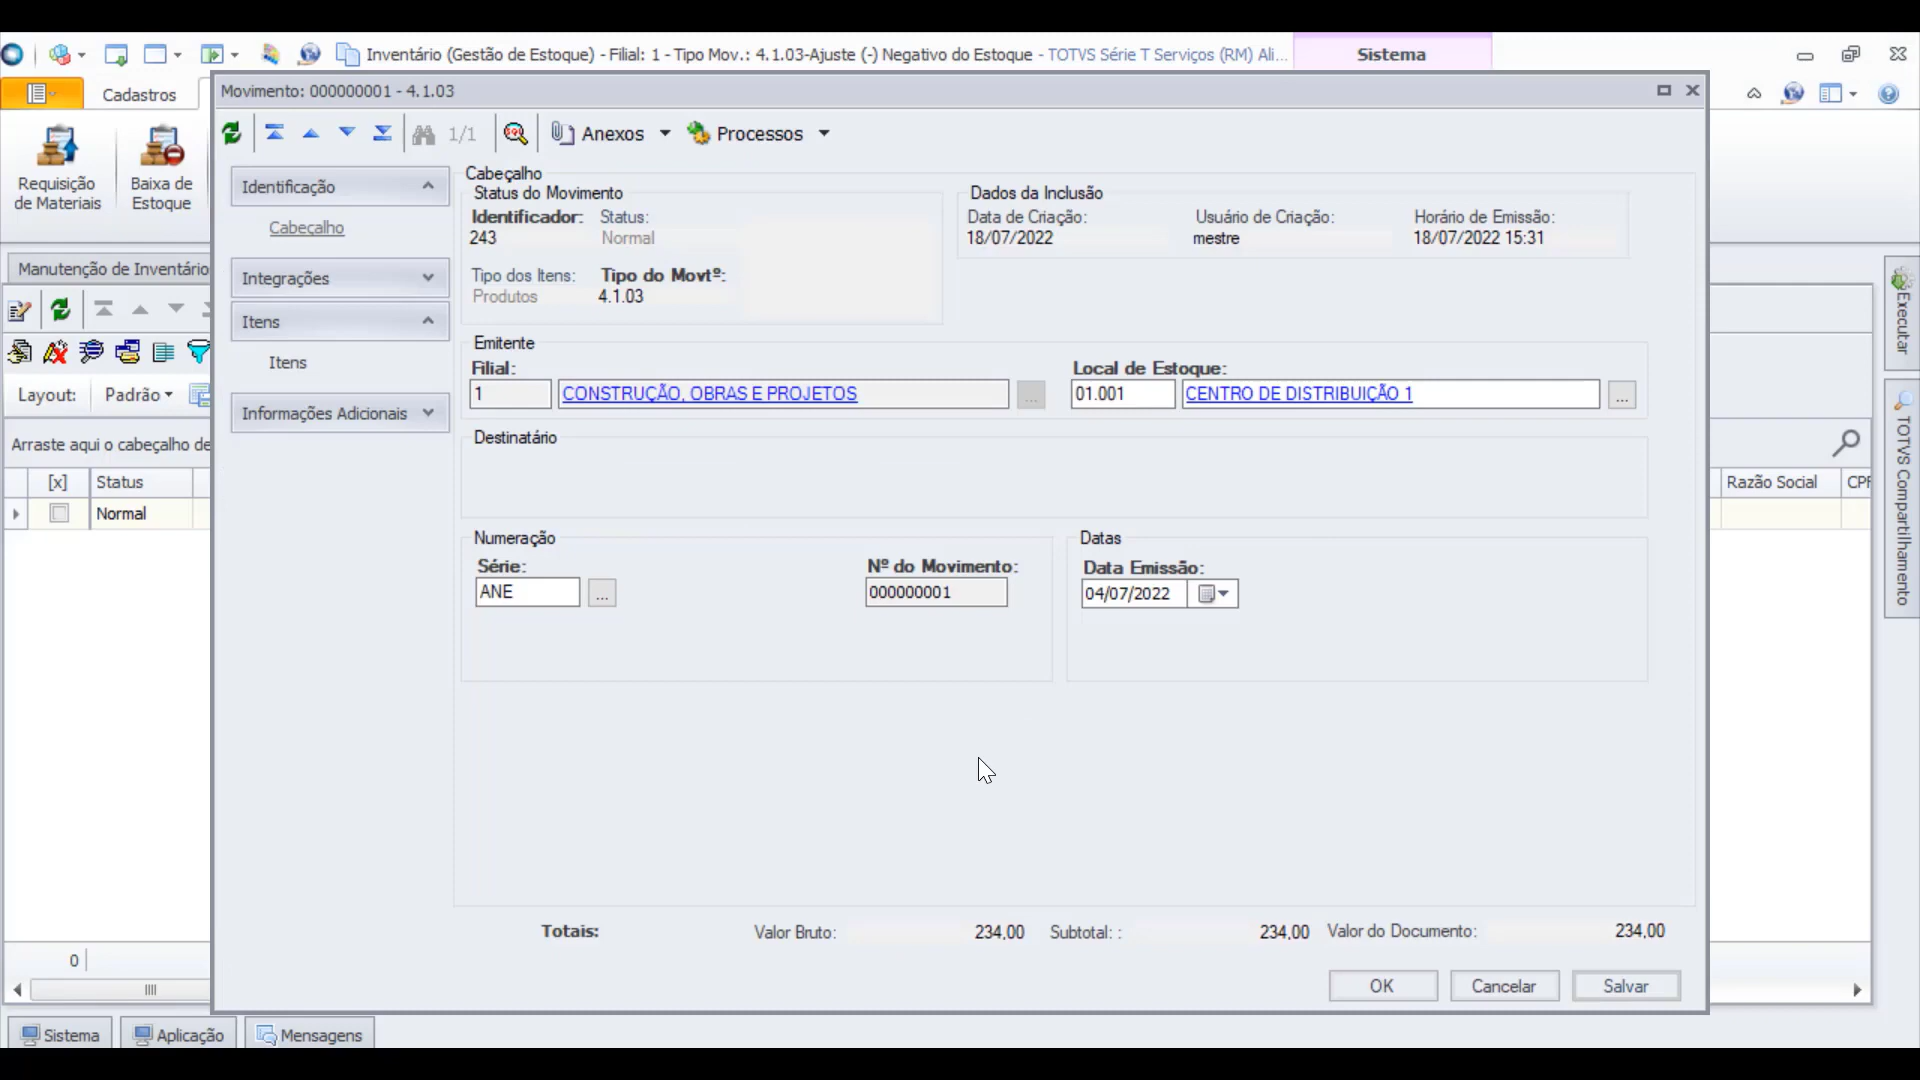 Inventário (Gestão de Estoque) - Filial: 1 - Tipo Mov.: 4.1.03-Ajuste (-) Negativo do Estoque - TOTVS Série T Serviços (RM) Ali...
Sistema
Cadastros
Movimento: 000000001 - 4.1.03
1/1
Anexos
Processos
Requisição
de Materiais
Baixa de
Estoque
Identificação
Cabeçalho
Integrações
Itens
Itens
Informações Adicionais
Cabeçalho
Status do Movimento
Identificador: Status:
243 Normal
Tipo dos Itens: Tipo do Movtº:
Produtos 4.1.03
Dados da Inclusão
Data de Criação: Usuário de Criação: Horário de Emissão:
18/07/2022 mestre 18/07/2022 15:31
Emitente
Filial: Local de Estoque:
1 CONSTRUÇÃO, OBRAS E PROJETOS ... 01.001 CENTRO DE DISTRIBUIÇÃO 1 ...
Destinatário
Numeração
Série: Nº do Movimento:
ANE ... 000000001
Datas
Data Emissão:
04/07/2022
Manutenção de Inventário
Layout: Padrão
Arraste aqui o cabeçalho de
[x] Status
Normal
Razão Social CPF
Executar
TOTVS Compartilhamento
0
Totais: Valor Bruto: 234,00 Subtotal: : 234,00 Valor do Documento: 234,00
OK Cancelar Salvar
Sistema Aplicação Mensagens